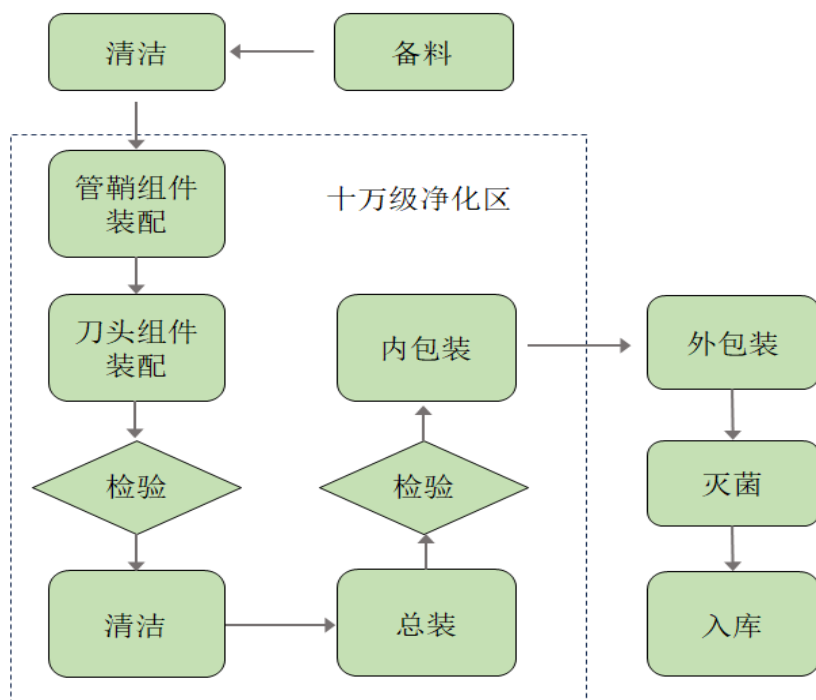 清洁
备料
管鞘组件
装配
十万级净化区
刀头组件
装配
内包装
外包装
检验
检验
灭菌
清洁
总装
入库